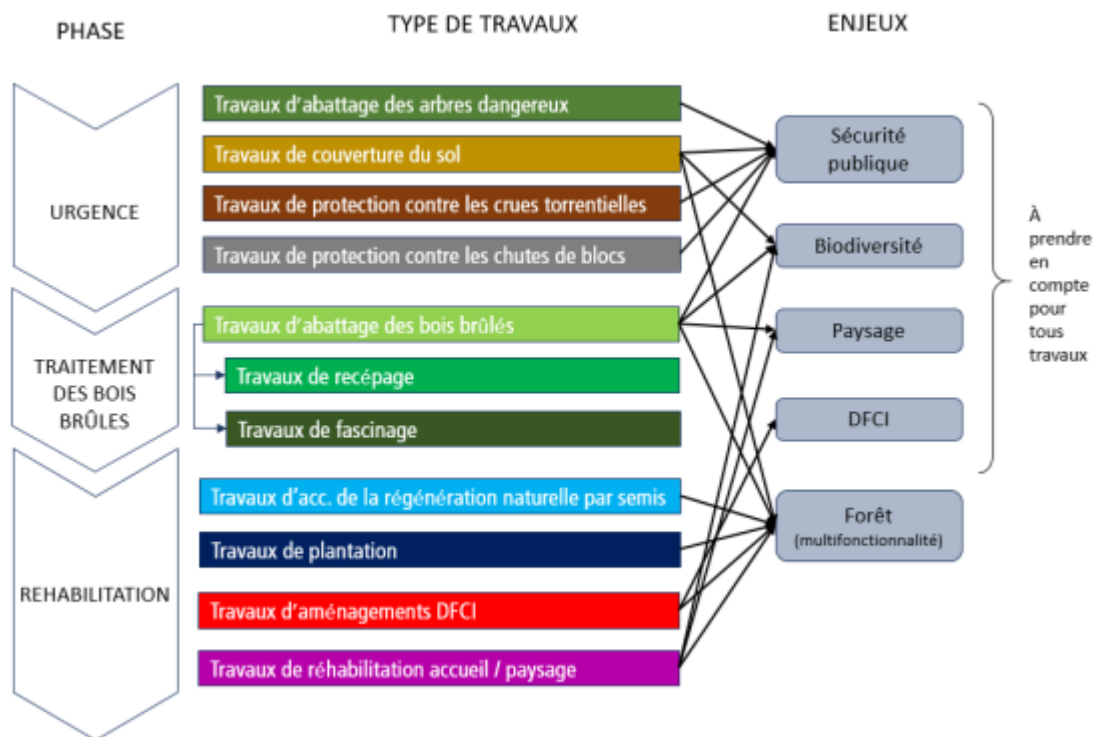 PHASE
TYPE DE TRAVAUX
ENJEUX
URGENCE
Travaux d'abattage des arbres dangereux
Travaux de couverture du sol
Travaux de protection contre les crues torrentielles
Travaux de protection contre les chutes de blocs
TRAITEMENT
DES BOIS
BRÛLES
Travaux d'abattage des bois brûlés
Travaux de recépage
Travaux de fascinage
REHABILITATION
Travaux d'acc. de la régénération naturelle par semis
Travaux de plantation
Travaux d'aménagements DFCI
Travaux de réhabilitation accueil / paysage
Sécurité
publique
Biodiversité
Paysage
DFCI
Forêt
(multifonctionnalité)
À
prendre
en
compte
pour
tous
travaux